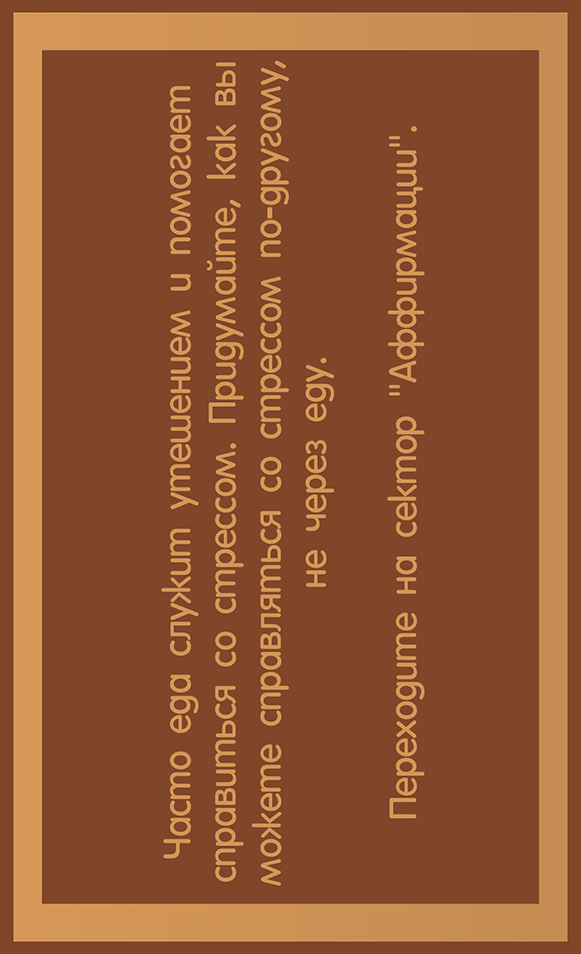 Часто еда служит утешением и помогает
справиться со стрессом. Придумайте, как вы
можете справляться со стрессом по-другому,
не через еду.
Переходите на сектор "Аффирмации".